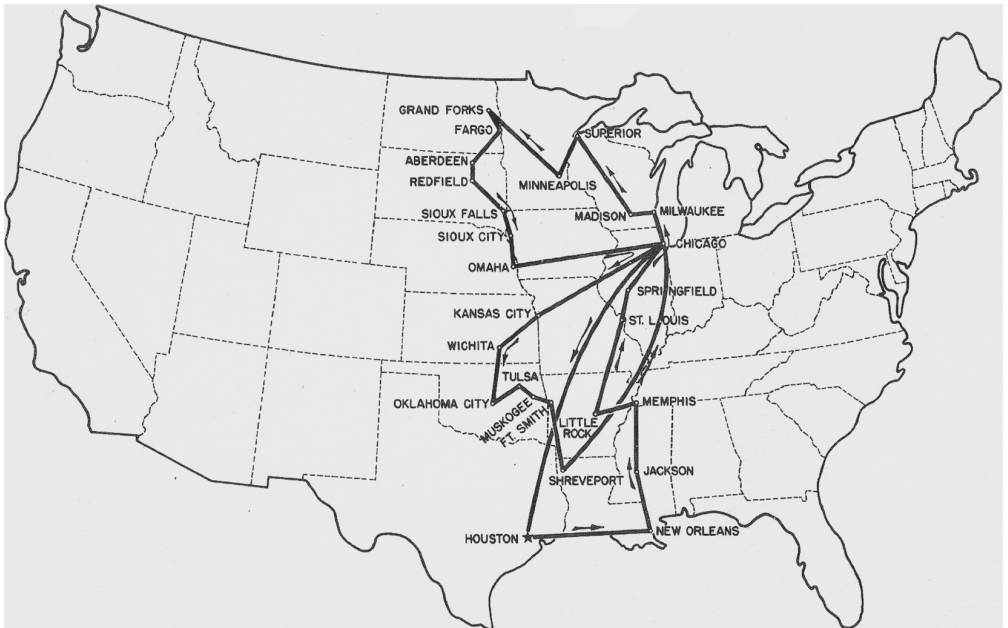 GRAND FORKS
FARGO
SUPERIOR
ABERDEEN
REDFIELD
MINNEAPOLIS
SIOUX FALLS
MADISON
MILWAUKEE
SIOUX CITY
CHICAGO
OMAHA
SPRINGFIELD
KANSAS CITY
ST. LOUIS
WICHITA
TULSA
OKLAHOMA CITY
MUSKOGEE
FT. SMITH
LITTLE
ROCK
MEMPHIS
SHREVEPORT
JACKSON
HOUSTON
NEW ORLEANS